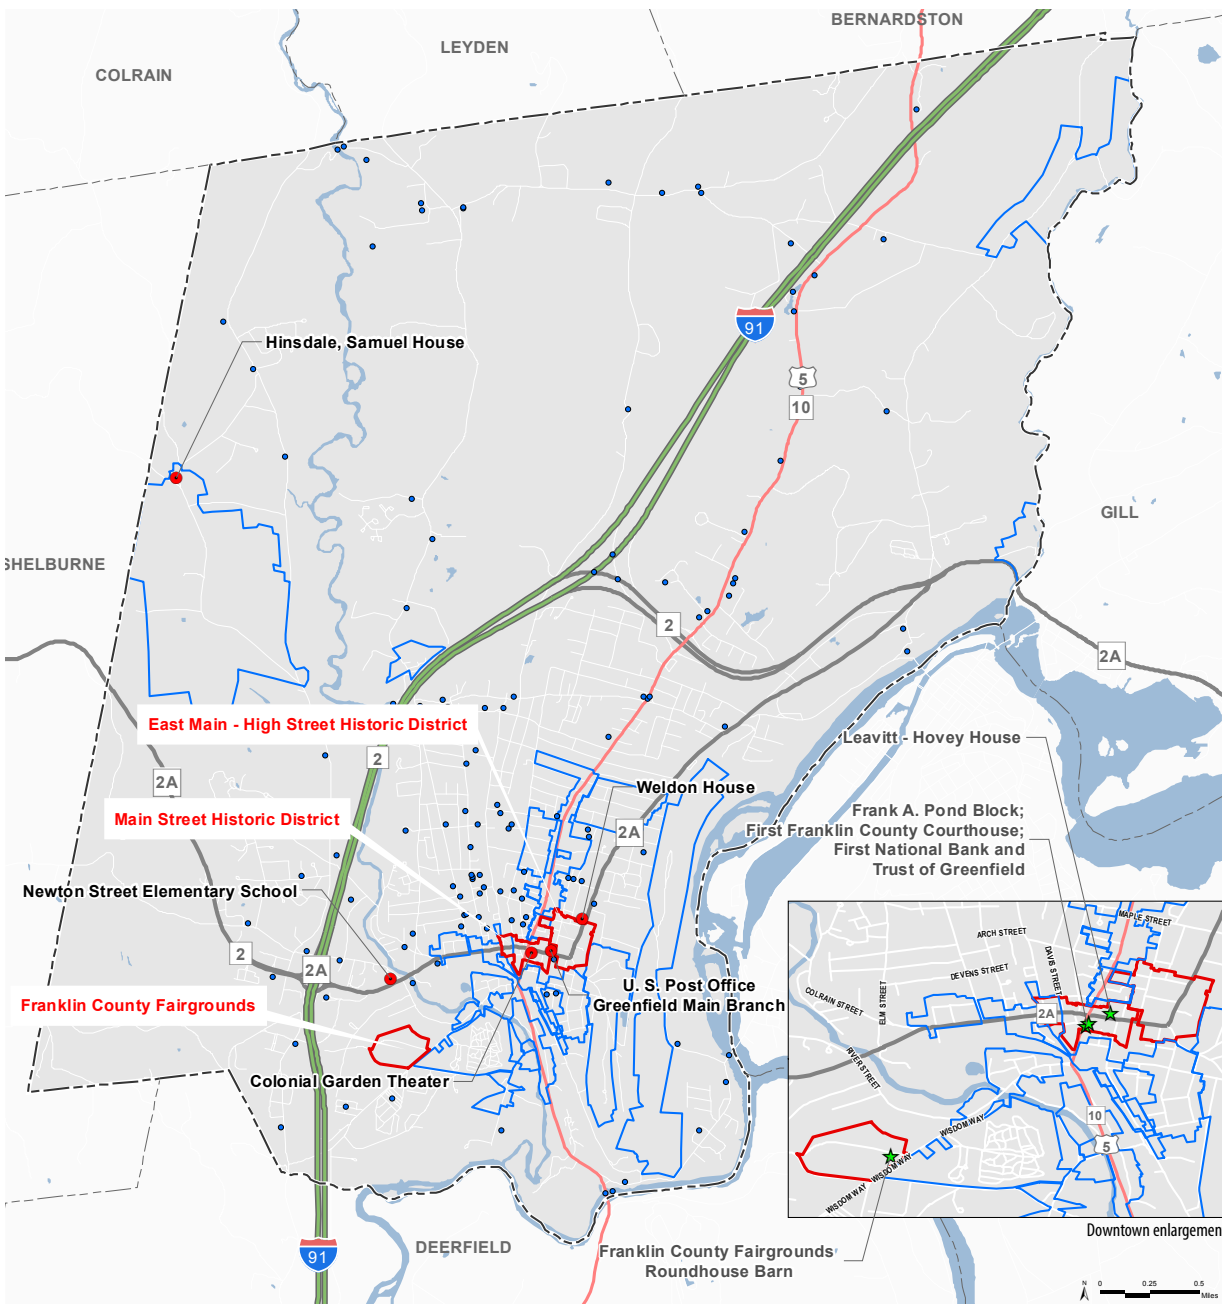 BERNARDSTON
LEYDEN
COLRAIN
Hinsdale, Samuel House
91
5
10
GILL
SHELBURNE
2
2A
East Main - High Street Historic District
Leavitt - Hovey House
2
2A
Weldon House
Main Street Historic District
2A
Frank A. Pond Block;
First Franklin County Courthouse;
First National Bank and
Trust of Greenfield
Newton Street Elementary School
2
2A
U. S. Post Office
Greenfield Main Branch
Franklin County Fairgrounds
Colonial Garden Theater
MAPLE STREET
ARCH STREET
DAVIS STREET
DEVENS STREET
ELM STREET
COLRAIN STREET
2A
RIVER STREET
10
5
WISDOM WAY
WISDOM WAY
WISDOM WAY
Downtown enlargemen
DEERFIELD
91
Franklin County Fairgrounds
Roundhouse Barn
N
0 0.25 0.5
Miles